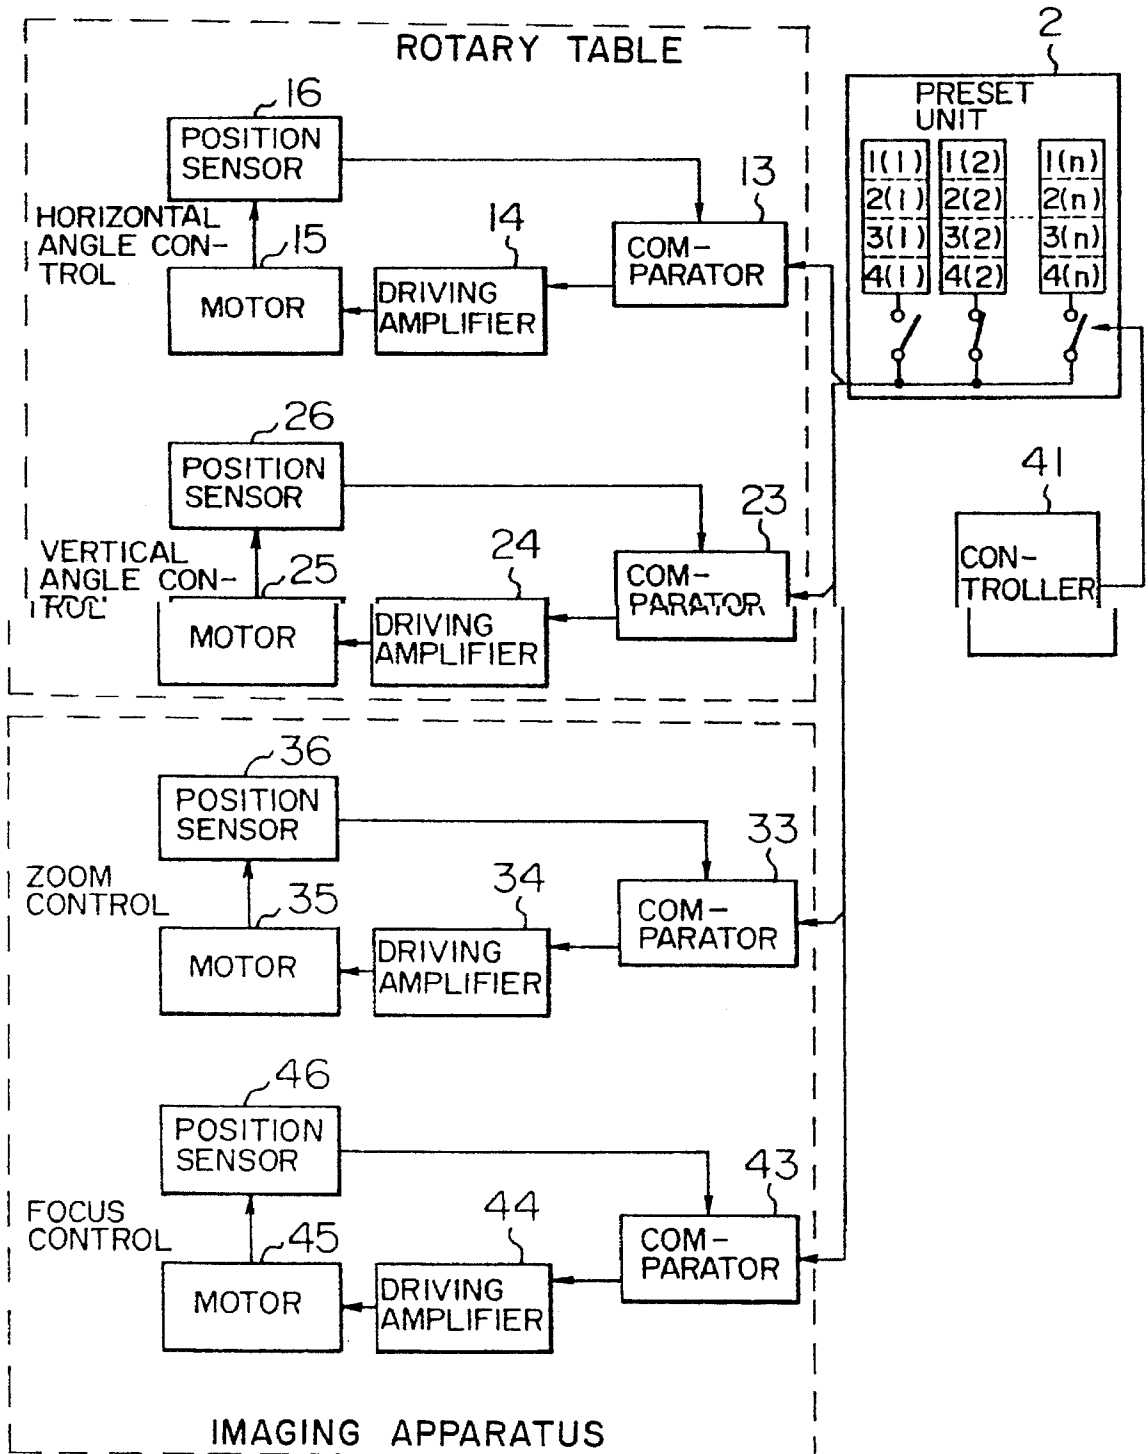 ROTARY TABLE
2
PRESET
UNIT
1(1) 1(2) 1(n)
2(1) 2(2) 2(n)
3(1) 3(2) 3(n)
4(1) 4(2) 4(n)
16
POSITION
SENSOR
13
COM-
PARATOR
HORIZONTAL
ANGLE CON-
TROL
15
MOTOR
14
DRIVING
AMPLIFIER
26
POSITION
SENSOR
23
COM-
PARATOR
41
CON-
TROLLER
VERTICAL
ANGLE CON-
TROL
25
MOTOR
24
DRIVING
AMPLIFIER
36
POSITION
SENSOR
33
COM-
PARATOR
ZOOM
CONTROL
35
MOTOR
34
DRIVING
AMPLIFIER
46
POSITION
SENSOR
43
COM-
PARATOR
FOCUS
CONTROL
45
MOTOR
44
DRIVING
AMPLIFIER
IMAGING APPARATUS